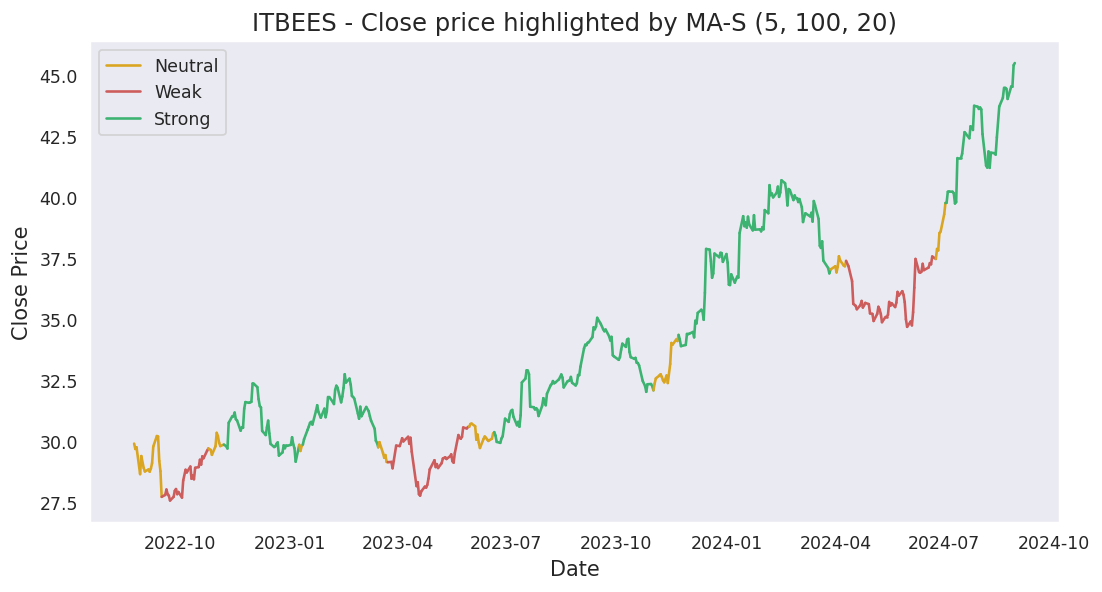 ITBEES - Close price highlighted by MA-S (5, 100, 20)
Neutral
Weak
Strong
45.0
42.5
40.0
37.5
35.0
32.5
30.0
27.5
Close Price
2022-10 2023-01 2023-04 2023-07 2023-10 2024-01 2024-04 2024-07 2024-10
Date